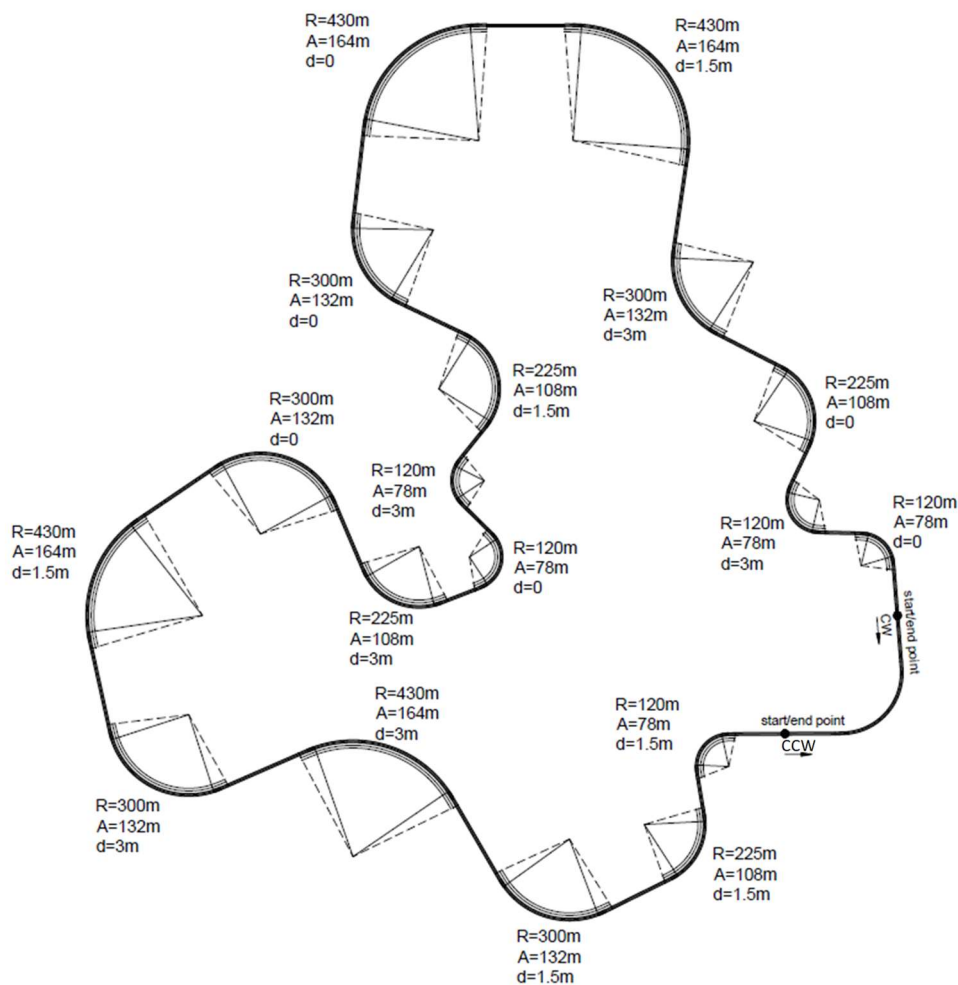 R=430m
A=164m
d=0
R=430m
A=164m
d=1.5m
R=300m
A=132m
d=0
R=300m
A=132m
d=3m
R=225m
A=108m
d=1.5m
R=225m
A=108m
d=0
R=300m
A=132m
d=0
R=120m
A=78m
d=3m
R=120m
A=78m
d=3m
R=120m
A=78m
d=0
R=430m
A=164m
d=1.5m
R=120m
A=78m
d=0
R=225m
A=108m
d=3m
start/end point
CW
R=430m
A=164m
d=3m
R=120m
A=78m
d=1.5m
start/end point
CCW
R=300m
A=132m
d=3m
R=225m
A=108m
d=1.5m
R=300m
A=132m
d=1.5m